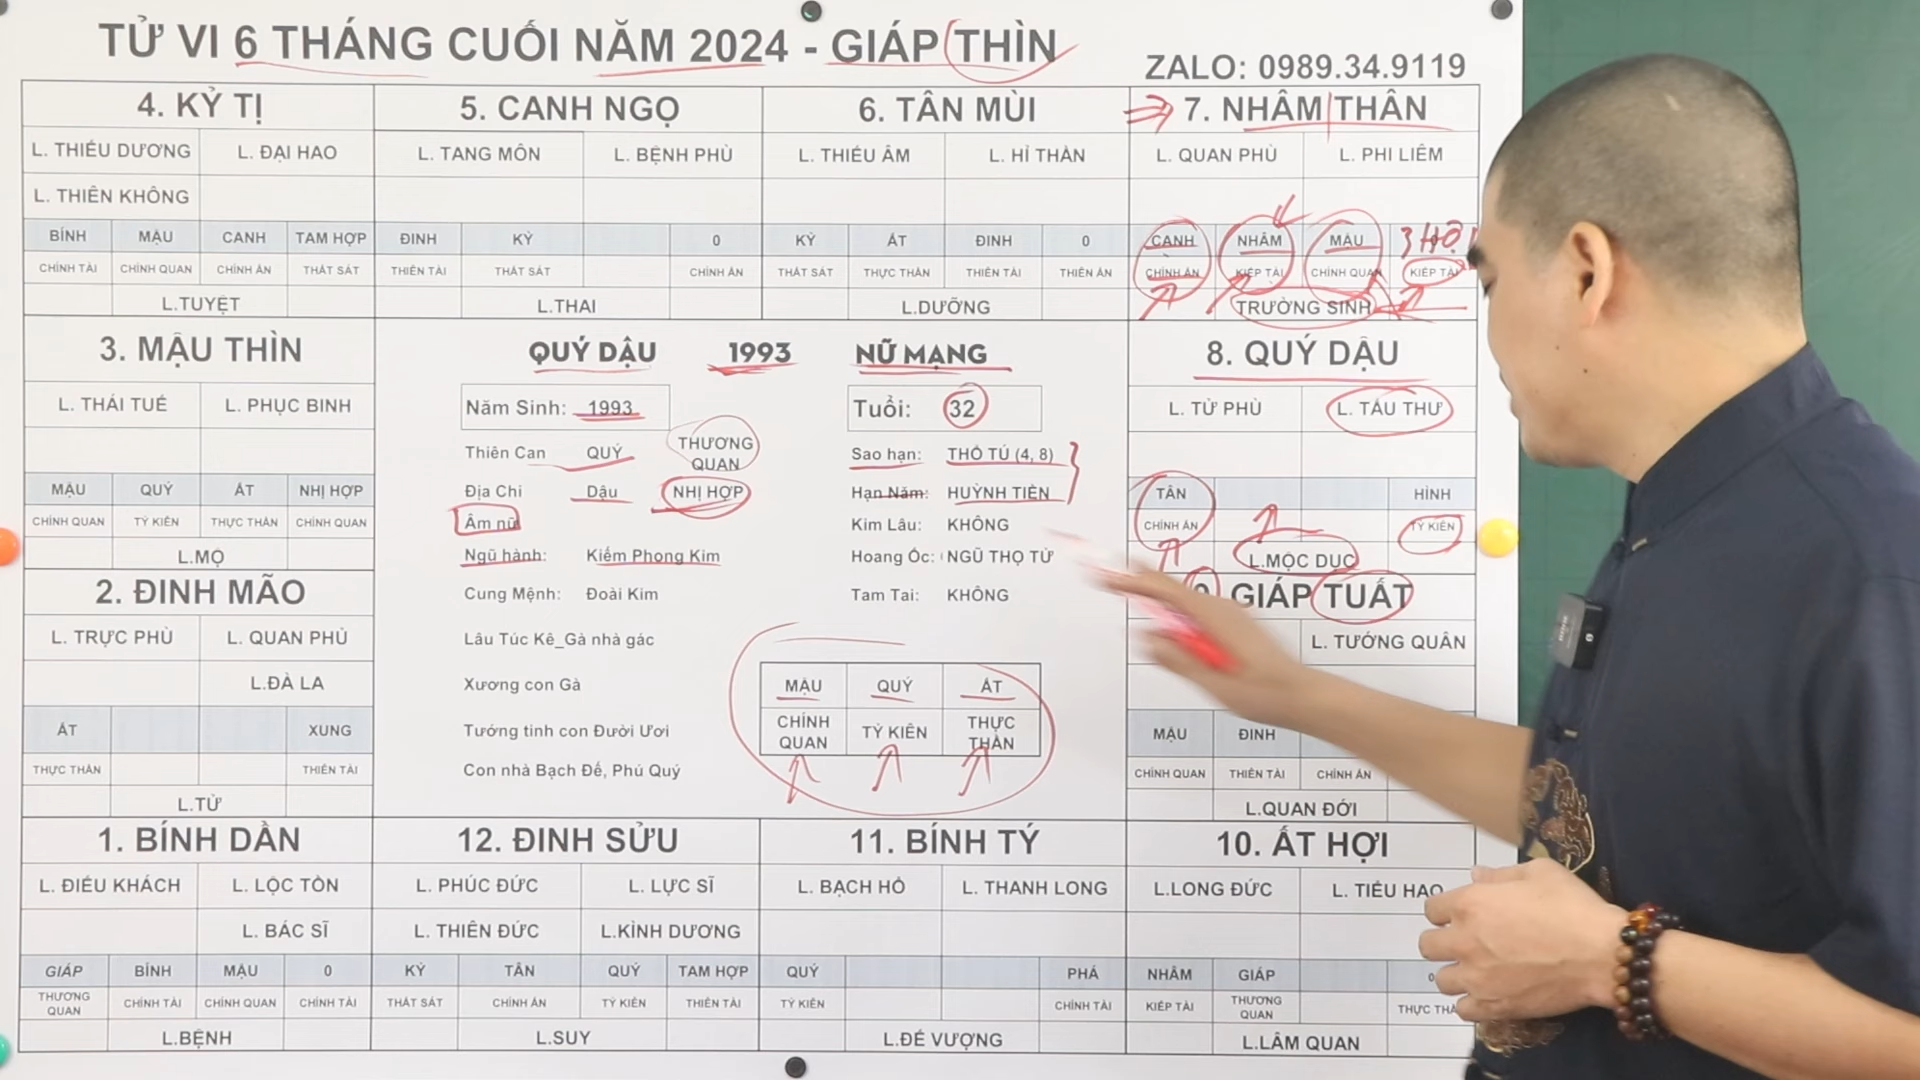 TỬ VI 6 THÁNG CUỐI NĂM 2024 - GIÁP THÌN
ZALO: 0989.34.9119
4. KỶ TỊ
L. THIẾU DƯƠNG L. ĐẠI HAO
L. THIÊN KHÔNG
BÍNH MẬU CANH TAM HỢP
CHÍNH TÀI CHÍNH QUAN CHÍNH ẤN THẤT SÁT
L.TUYỆT
5. CANH NGỌ
L. TANG MÔN L. BỆNH PHÙ
ĐINH KỶ 0
THIÊN TÀI THẤT SÁT CHÍNH ẤN
L.THAI
6. TÂN MÙI
L. THIẾU ÂM L. HỈ THẦN
KỶ ẤT ĐINH 0
THẤT SÁT THỰC THẦN THIÊN TÀI THIÊN ẤN
L.DƯỠNG
7. NHÂM THÂN
L. QUAN PHÙ L. PHI LIÊM
CANH NHÂM MẬU 3 HỘI
CHÍNH ẤN KIẾP TÀI CHÍNH QUAN KIẾP TÀI
TRƯỜNG SINH
3. MẬU THÌN
L. THÁI TUẾ L. PHỤC BINH
MẬU QUÝ ẤT NHỊ HỢP
CHÍNH QUAN TỶ KIÊN THỰC THẦN CHÍNH QUAN
L.MỘ
QUÝ DẬU 1993 NỮ MẠNG
Năm Sinh: 1993
Thiên Can QUÝ THƯƠNG QUAN
Địa Chi Dậu NHỊ HỢP
Âm nữ
Ngũ hành: Kiếm Phong Kim
Cung Mệnh: Đoài Kim
Lâu Túc Kê_Gà nhà gác
Xương con Gà
Tướng tinh con Đười Ươi
Con nhà Bạch Đế, Phú Quý
Tuổi: 32
Sao hạn: THỔ TÚ (4, 8)
Hạn Năm: HUỲNH TIỀN
Kim Lâu: KHÔNG
Hoang Ốc: NGŨ THỌ TỬ
Tam Tai: KHÔNG
MẬU QUÝ ẤT
CHÍNH QUAN TỶ KIÊN THỰC THẦN
8. QUÝ DẬU
L. TỬ PHÙ L. TẤU THƯ
TÂN HÌNH
CHÍNH ẤN TỶ KIÊN
L.MỘC DỤC
2. ĐINH MÃO
L. TRỰC PHÙ L. QUAN PHÙ
L.ĐÀ LA
ẤT XUNG
THỰC THẦN THIÊN TÀI
L.TỬ
GIÁP TUẤT
L. TƯỚNG QUÂN
MẬU ĐINH
CHÍNH QUAN THIÊN TÀI CHÍNH ẤN
L.QUAN ĐỚI
1. BÍNH DẦN
L. ĐIẾU KHÁCH L. LỘC TỒN
L. BÁC SĨ
GIÁP BÍNH MẬU 0
THƯƠNG QUAN CHÍNH TÀI CHÍNH QUAN CHÍNH TÀI
L.BỆNH
12. ĐINH SỬU
L. PHÚC ĐỨC L. LỰC SĨ
L. THIÊN ĐỨC L.KÌNH DƯƠNG
KỶ TÂN QUÝ TAM HỢP
THẤT SÁT CHÍNH ẤN TỶ KIÊN THIÊN TÀI
L.SUY
11. BÍNH TÝ
L. BẠCH HỔ L. THANH LONG
QUÝ PHÁ
TỶ KIÊN CHÍNH TÀI
L.ĐẾ VƯỢNG
10. ẤT HỢI
L.LONG ĐỨC L. TIỂU HAO
NHÂM GIÁP 0
KIẾP TÀI THƯƠNG QUAN THỰC
L.LÂM QUAN